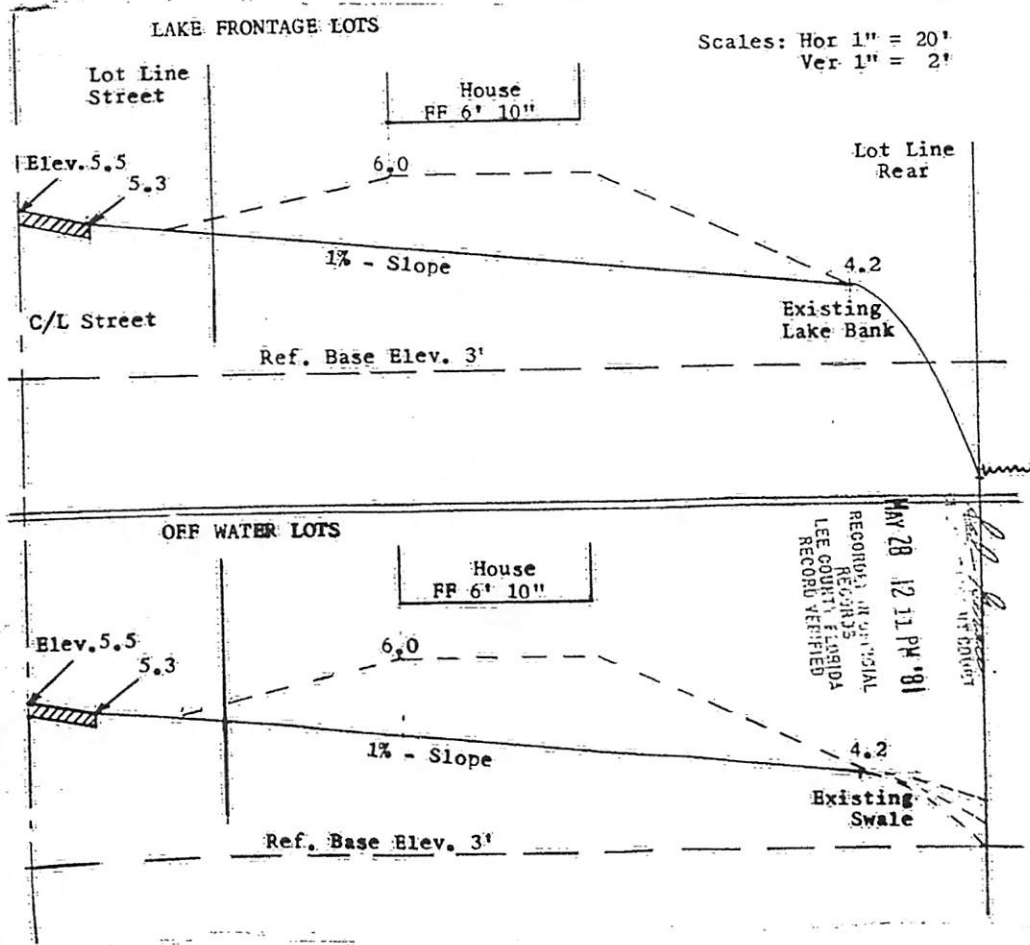 LAKE FRONTAGE LOTS
Scales: Hor 1" = 20'
Ver 1" = 2'
Lot Line
Street
House
FF 6' 10"
Lot Line
Rear
Elev. 5.5
5.3
6.0
1% - Slope
4.2
Existing
Lake Bank
C/L Street
Ref. Base Elev. 3'
OFF WATER LOTS
House
FF 6' 10"
MAY 28 12 11 PM '81
RECORDED IN OFFICIAL
RECORDS
LEE COUNTY FLORIDA
RECORD VERIFIED
COURT
Elev. 5.5
5.3
6.0
1% - Slope
4.2
Existing
Swale
Ref. Base Elev. 3'